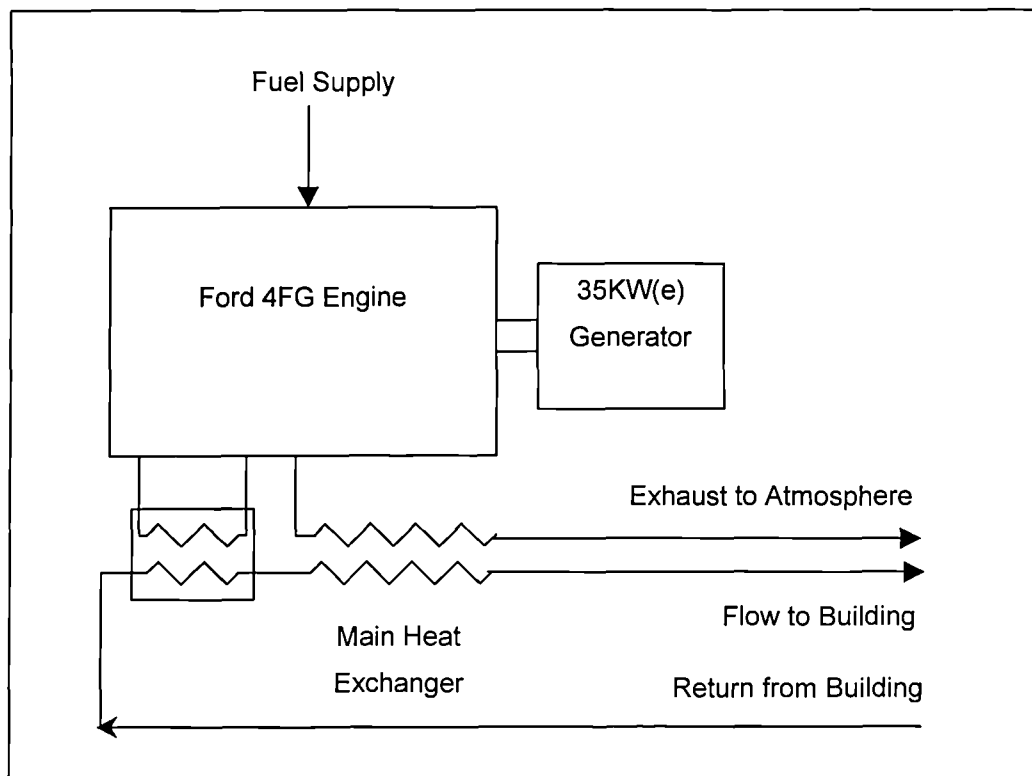 Fuel Supply
Ford 4FG Engine
35KW(e)
Generator
Exhaust to Atmosphere
Flow to Building
Main Heat
Exchanger
Return from Building